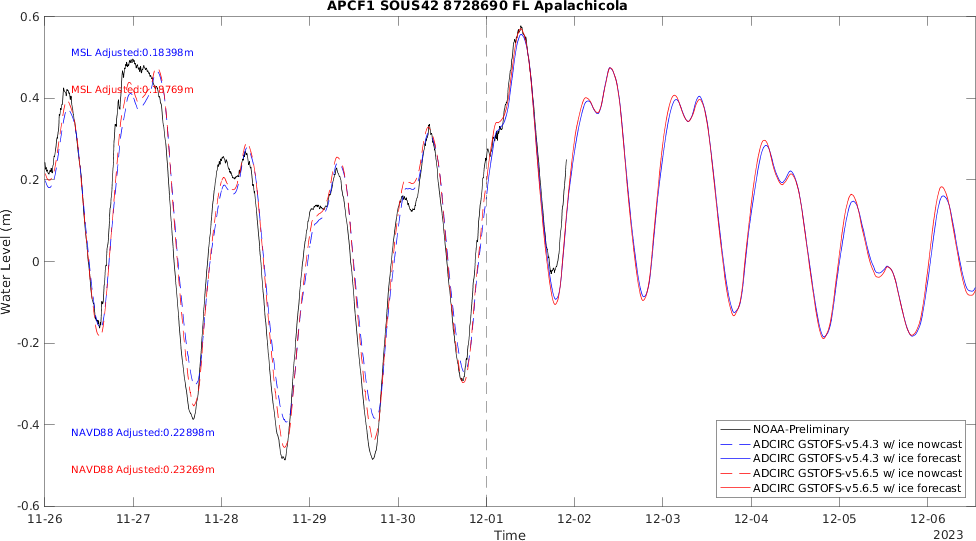 APCF1 SOUS42 8728690 FL Apalachicola
0.6
MSL Adjusted:0.18398m
MSL Adjusted:0.18769m
0.4
0.2
Water Level (m)
0
-0.2
-0.4
NAVD88 Adjusted:0.22898m
NAVD88 Adjusted:0.23269m
-0.6
NOAA-Preliminary
ADCIRC GSTOFS-v5.4.3 w/ ice nowcast
ADCIRC GSTOFS-v5.4.3 w/ ice forecast
ADCIRC GSTOFS-v5.6.5 w/ ice nowcast
ADCIRC GSTOFS-v5.6.5 w/ ice forecast
11-26 11-27 11-28 11-29 11-30 12-01 12-02 12-03 12-04 12-05 12-06
Time
2023